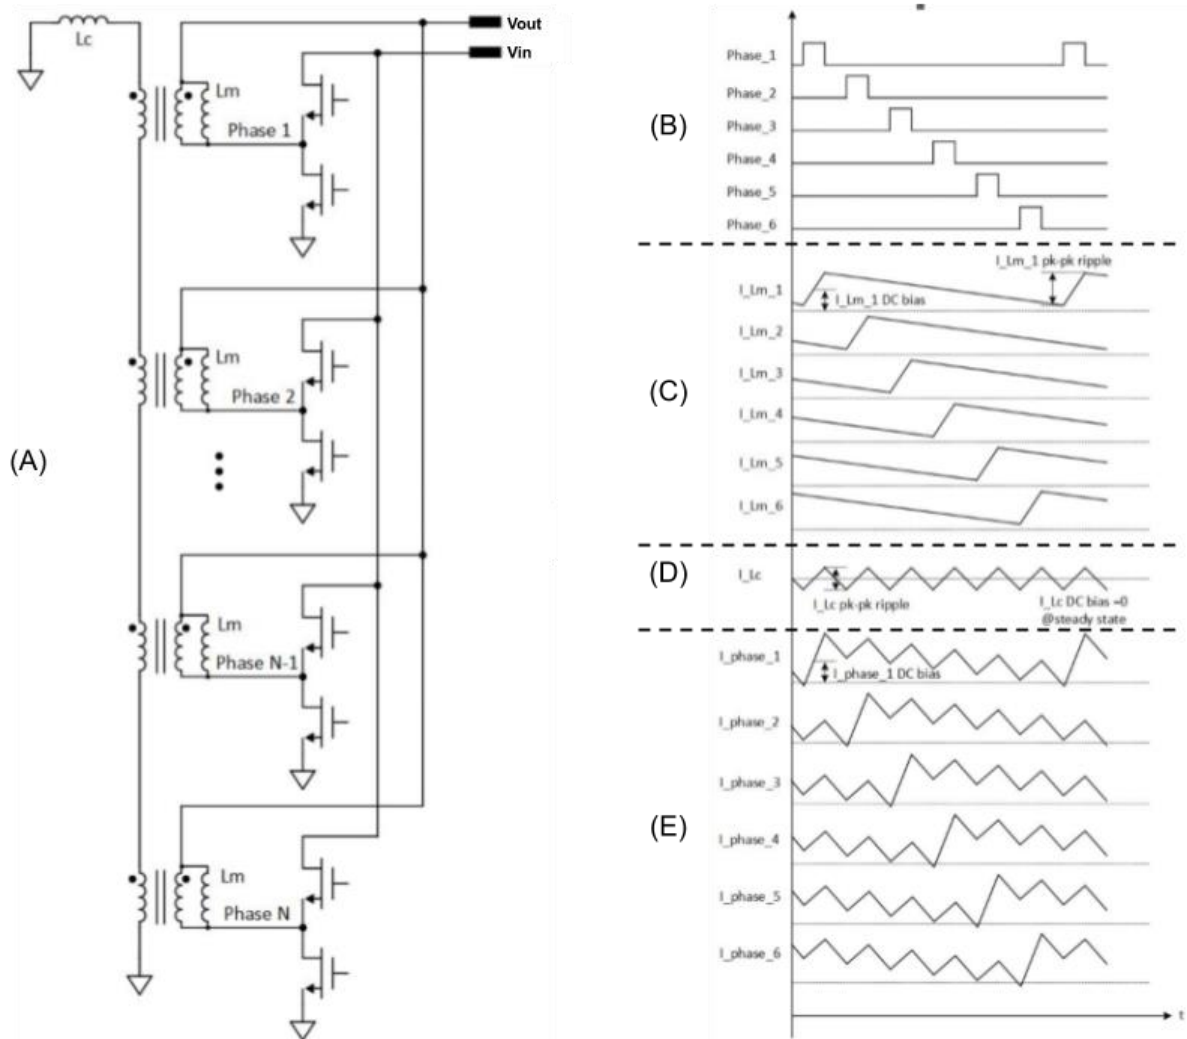 Lc
Vout
Vin
Lm
Phase 1
Lm
Phase 2
(A)
Lm
Phase N-1
Lm
Phase N
Phase_1
Phase_2
(B)
Phase_3
Phase_4
Phase_5
Phase_6
I_Lm_1 pk-pk ripple
I_Lm_1
I_Lm_1 DC bias
I_Lm_2
I_Lm_3
(C)
I_Lm_4
I_Lm_5
I_Lm_6
(D)
I_Lc
I_Lc pk-pk ripple
I_Lc DC bias =0
@steady state
I_phase_1
I_phase_1 DC bias
I_phase_2
I_phase_3
(E)
I_phase_4
I_phase_5
I_phase_6
t